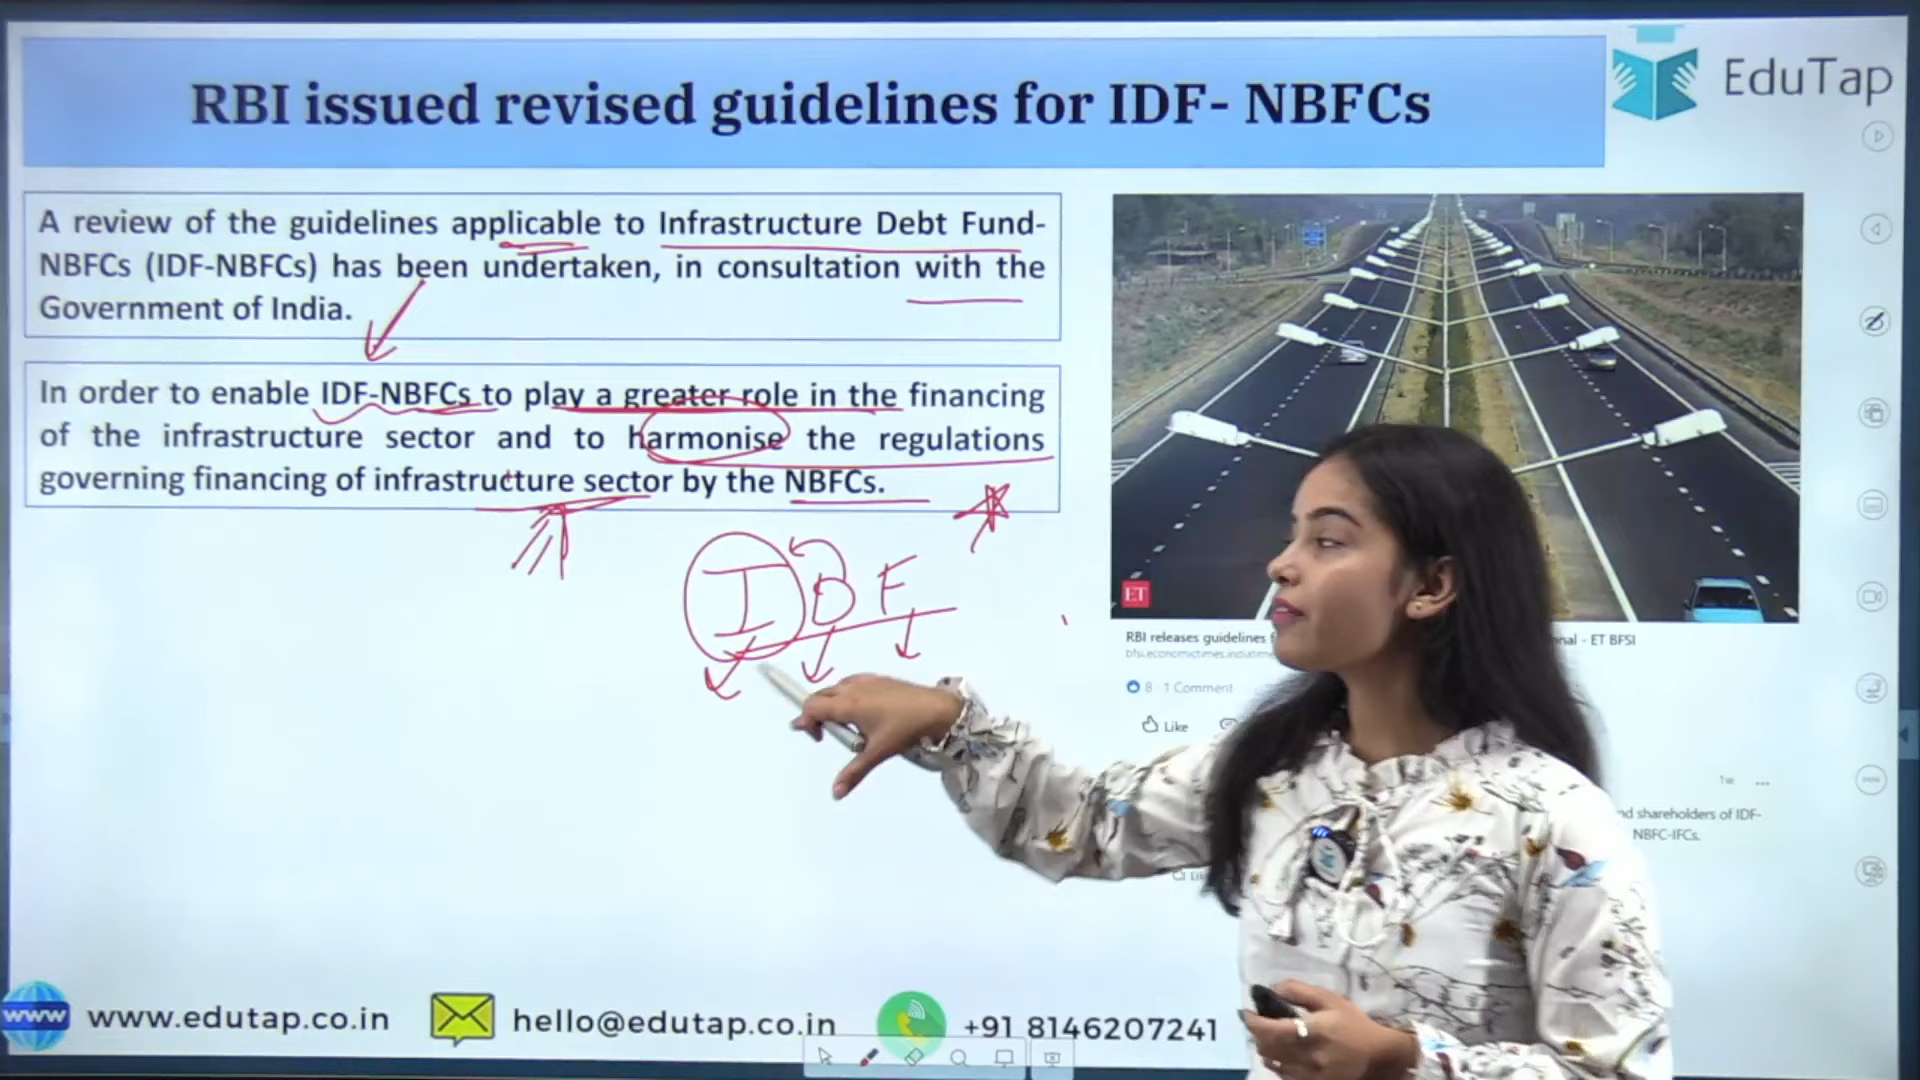 RBI issued revised guidelines for IDF- NBFCs
EduTap
A review of the guidelines applicable to Infrastructure Debt Fund-
NBFCs (IDF-NBFCs) has been undertaken, in consultation with the
Government of India.
In order to enable IDF-NBFCs to play a greater role in the financing
of the infrastructure sector and to harmonise the regulations
governing financing of infrastructure sector by the NBFCs.
I D F
ET
RBI releases guidelines
nal - ET BFSI
8 1 Comment
Like
1w
nd shareholders of IDF-
NBFC-IFCs.
www
www.edutap.co.in
hello@edutap.co.in
+91 8146207241